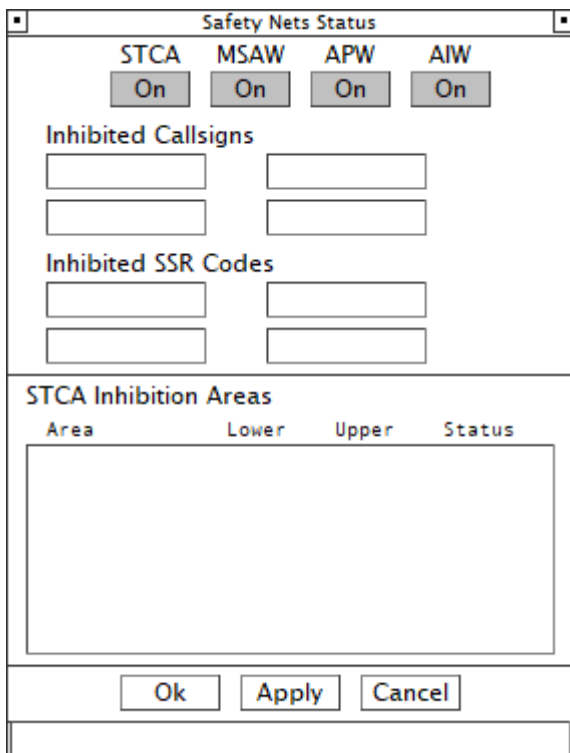 Safety Nets Status
STCA MSAW APW AIW
On On On On
Inhibited Callsigns
Inhibited SSR Codes
STCA Inhibition Areas
Area Lower Upper Status
Ok Apply Cancel